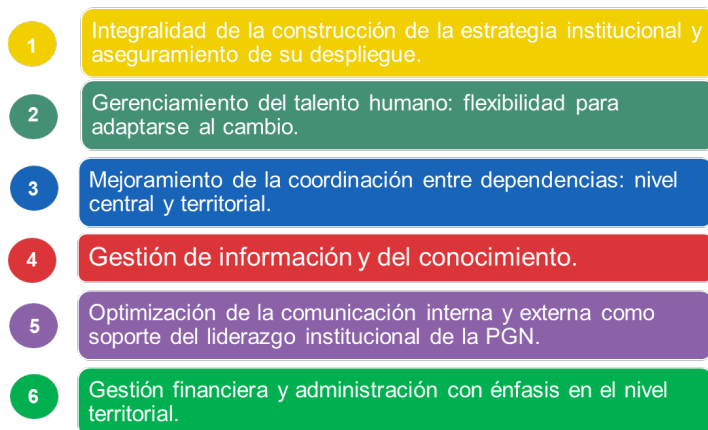 1
Integralidad de la construcción de la estrategia institucional y
aseguramiento de su despliegue.
2
Gerenciamiento del talento humano: flexibilidad para
adaptarse al cambio.
3
Mejoramiento de la coordinación entre dependencias: nivel
central y territorial.
4
Gestión de información y del conocimiento.
5
Optimización de la comunicación interna y externa como
soporte del liderazgo institucional de la PGN.
6
Gestión financiera y administración con énfasis en el nivel
territorial.